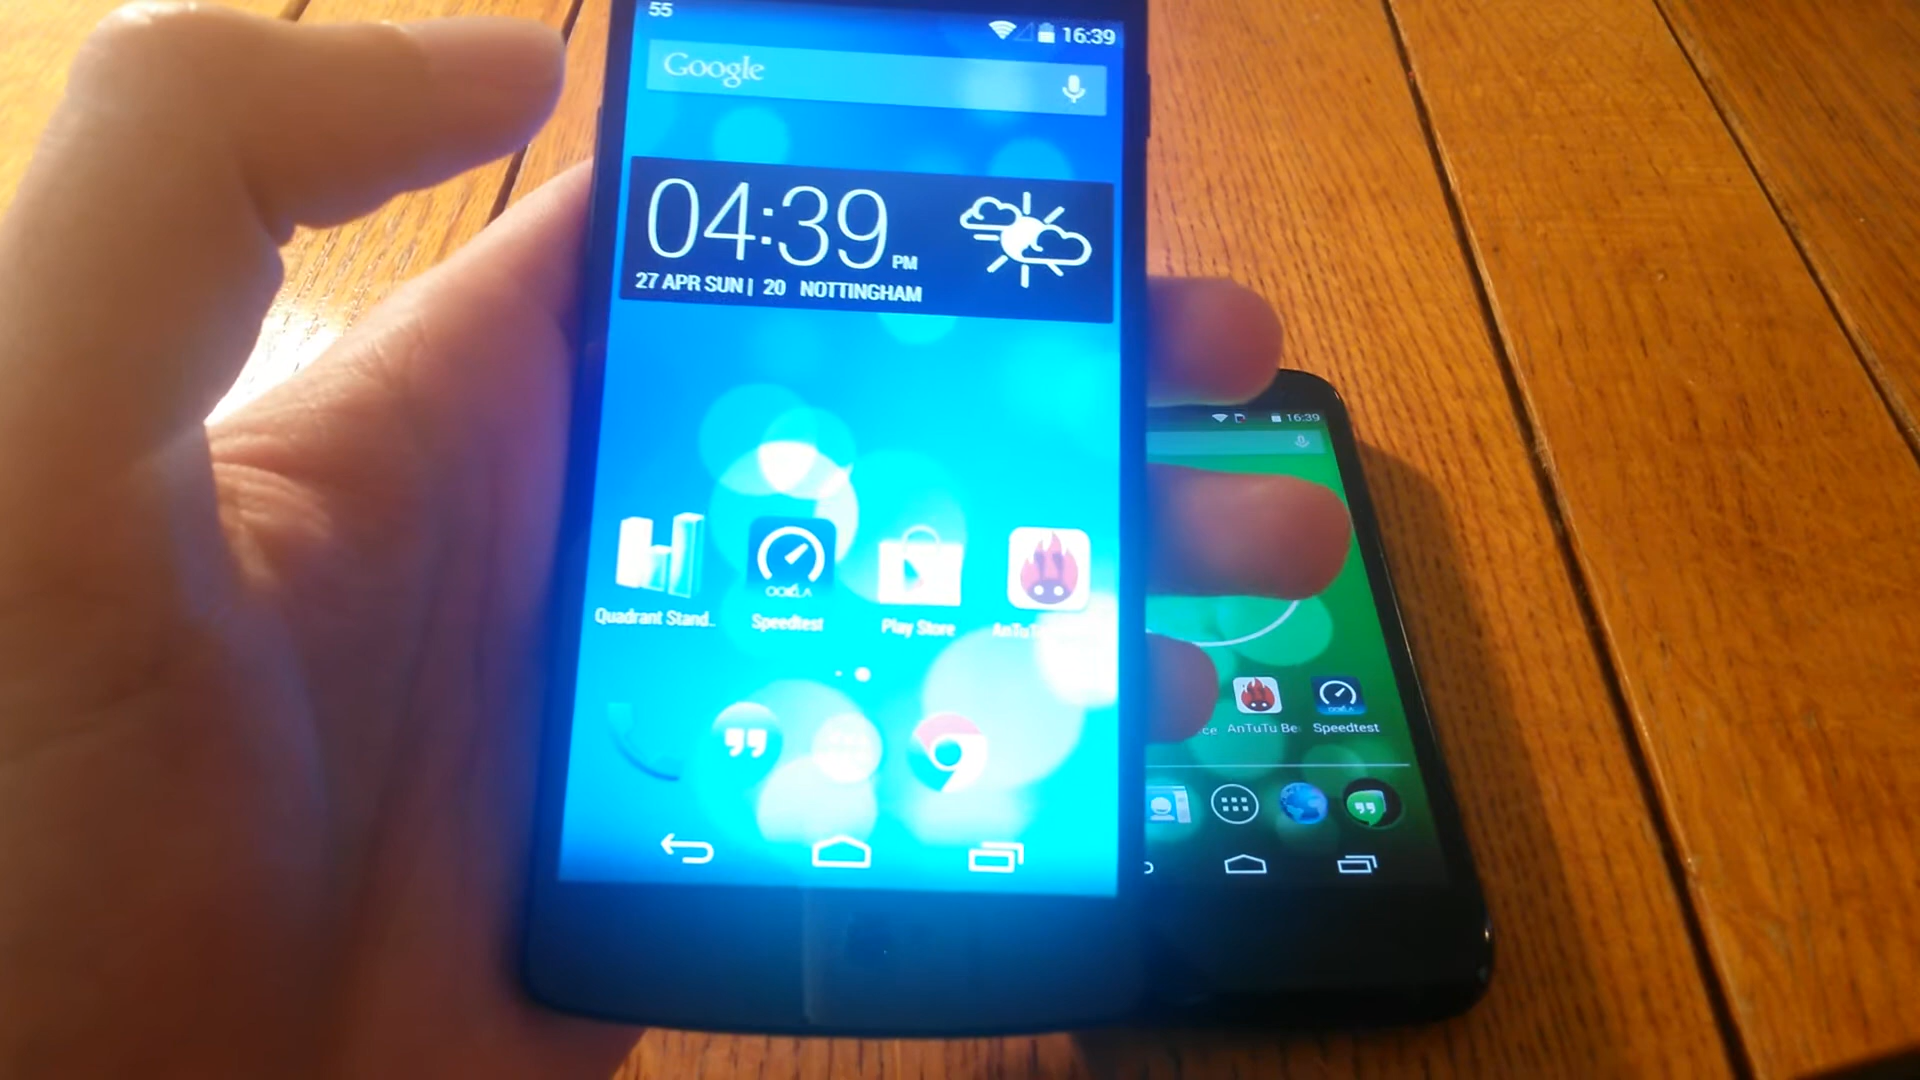 55
16:39
Google
04:39 PM
27 APR SUN | 20 NOTTINGHAM
OOKLA
Quadrant Stand..
Speedtest
Play Store
16:39
AnTuTu Be
Speedtest